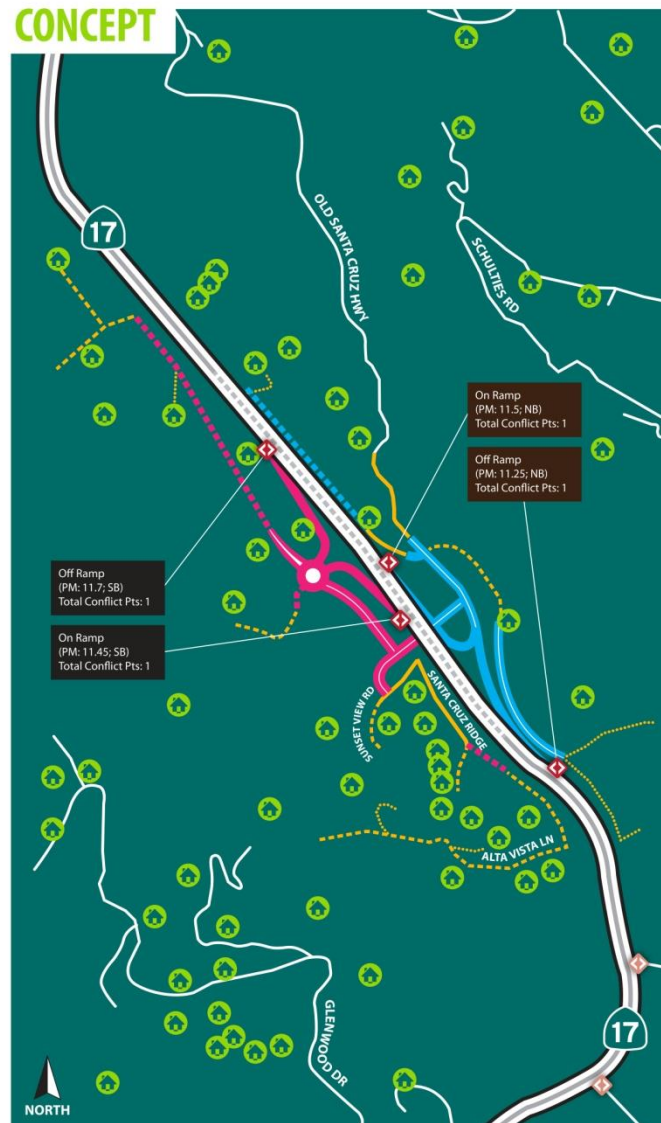 CONCEPT
17
OLD SANTA CRUZ HWY
SCHULTIES RD
On Ramp
(PM: 11.5; NB)
Total Conflict Pts: 1
Off Ramp
(PM: 11.25; NB)
Total Conflict Pts: 1
Off Ramp
(PM: 11.7; SB)
Total Conflict Pts: 1
On Ramp
(PM: 11.45; SB)
Total Conflict Pts: 1
SUNSET VIEW RD
SANTA CRUZ RIDGE
ALTA VISTA LN
GLENWOOD DR
17
NORTH